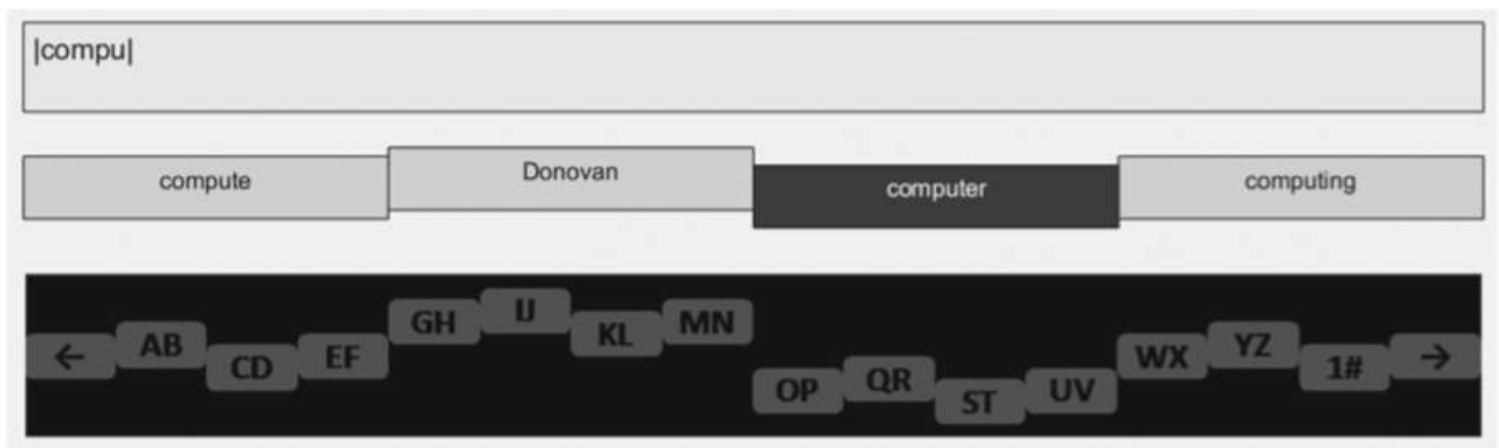 |compu|
compute Donovan computer computing
← AB CD EF GH IJ KL MN OP QR ST UV WX YZ 1# →